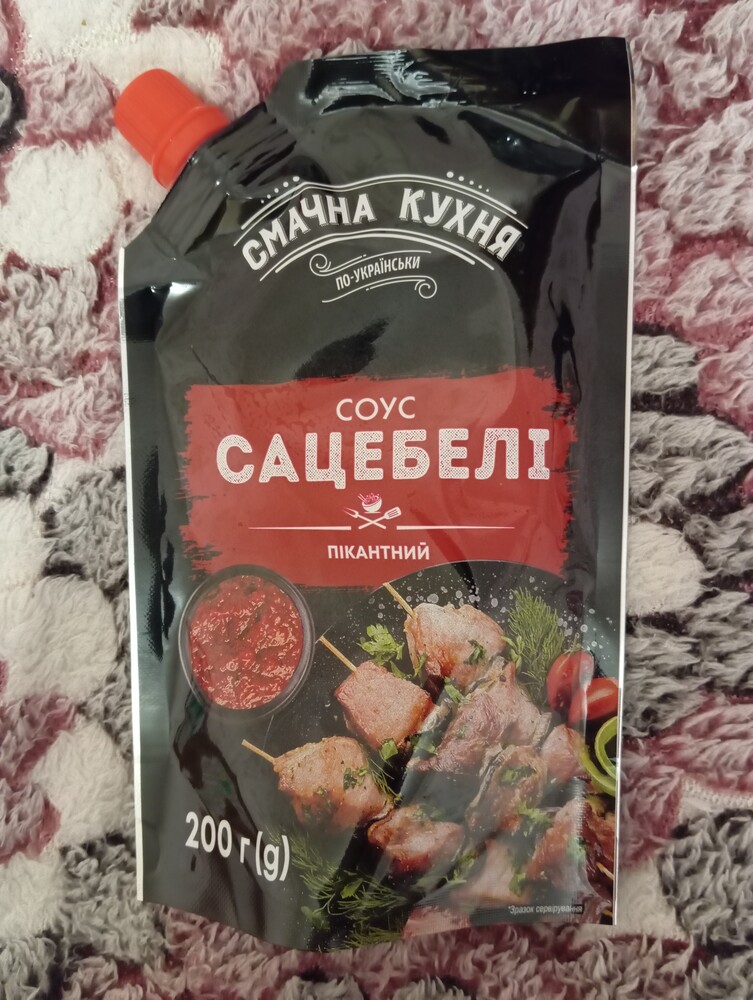 СМАЧНА КУХНЯ
ПО-УКРАЇНСЬКИ
СОУС
САЦЕБЕЛІ
ПІКАНТНИЙ
200 г (g)
*Зразок сервірування